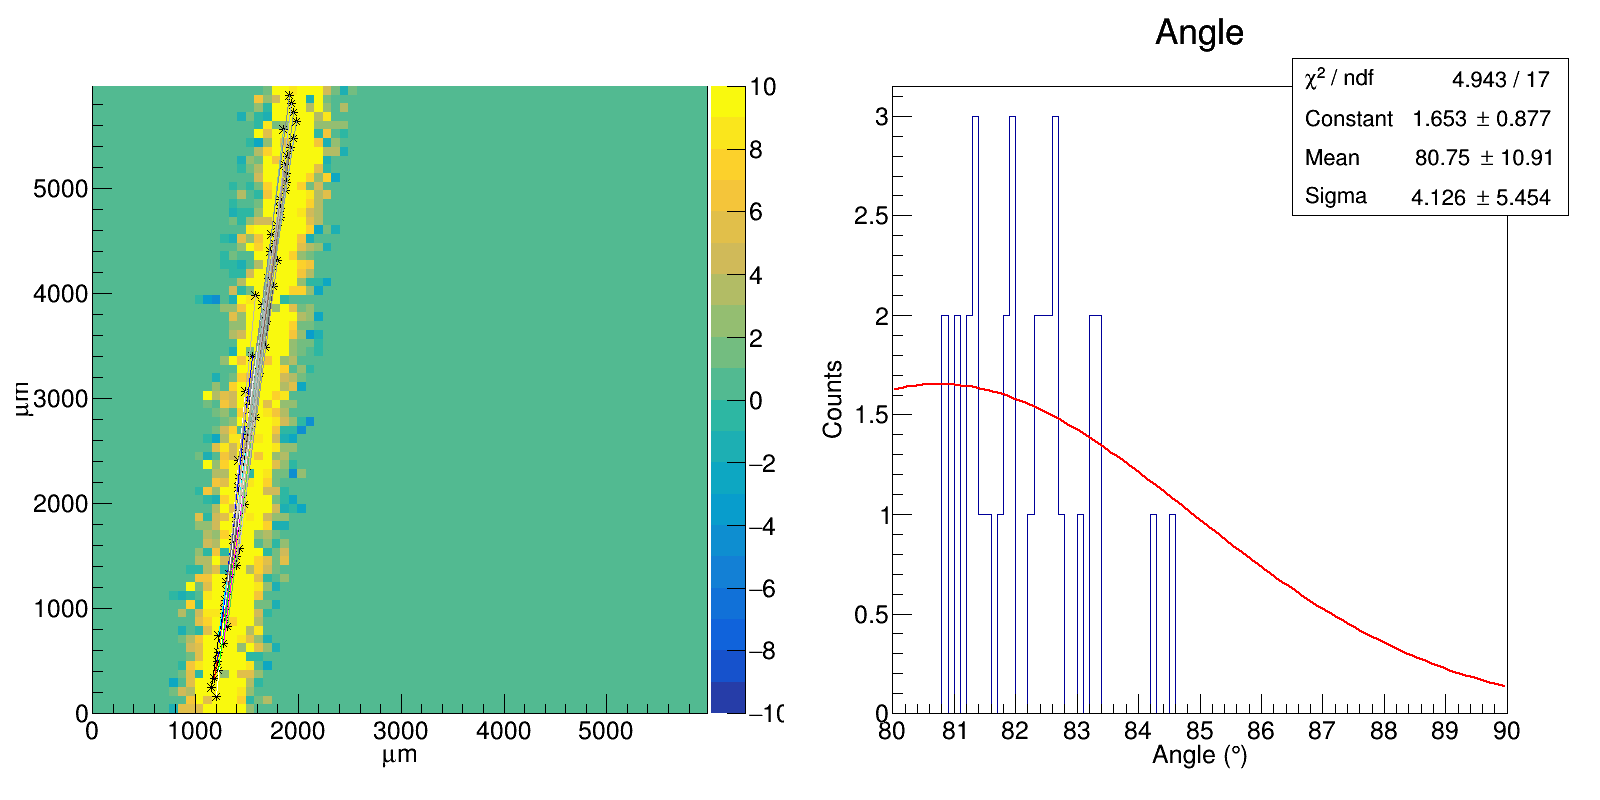 Angle
χ² / ndf 4.943 / 17
Constant 1.653 ± 0.877
Mean 80.75 ± 10.91
Sigma 4.126 ± 5.454
μm
5000
4000
3000
2000
1000
0
0 1000 2000 3000 4000 5000
μm
10
8
6
4
2
0
−2
−4
−6
−8
−10
Counts
3
2.5
2
1.5
1
0.5
0
80 81 82 83 84 85 86 87 88 89 90
Angle (°)